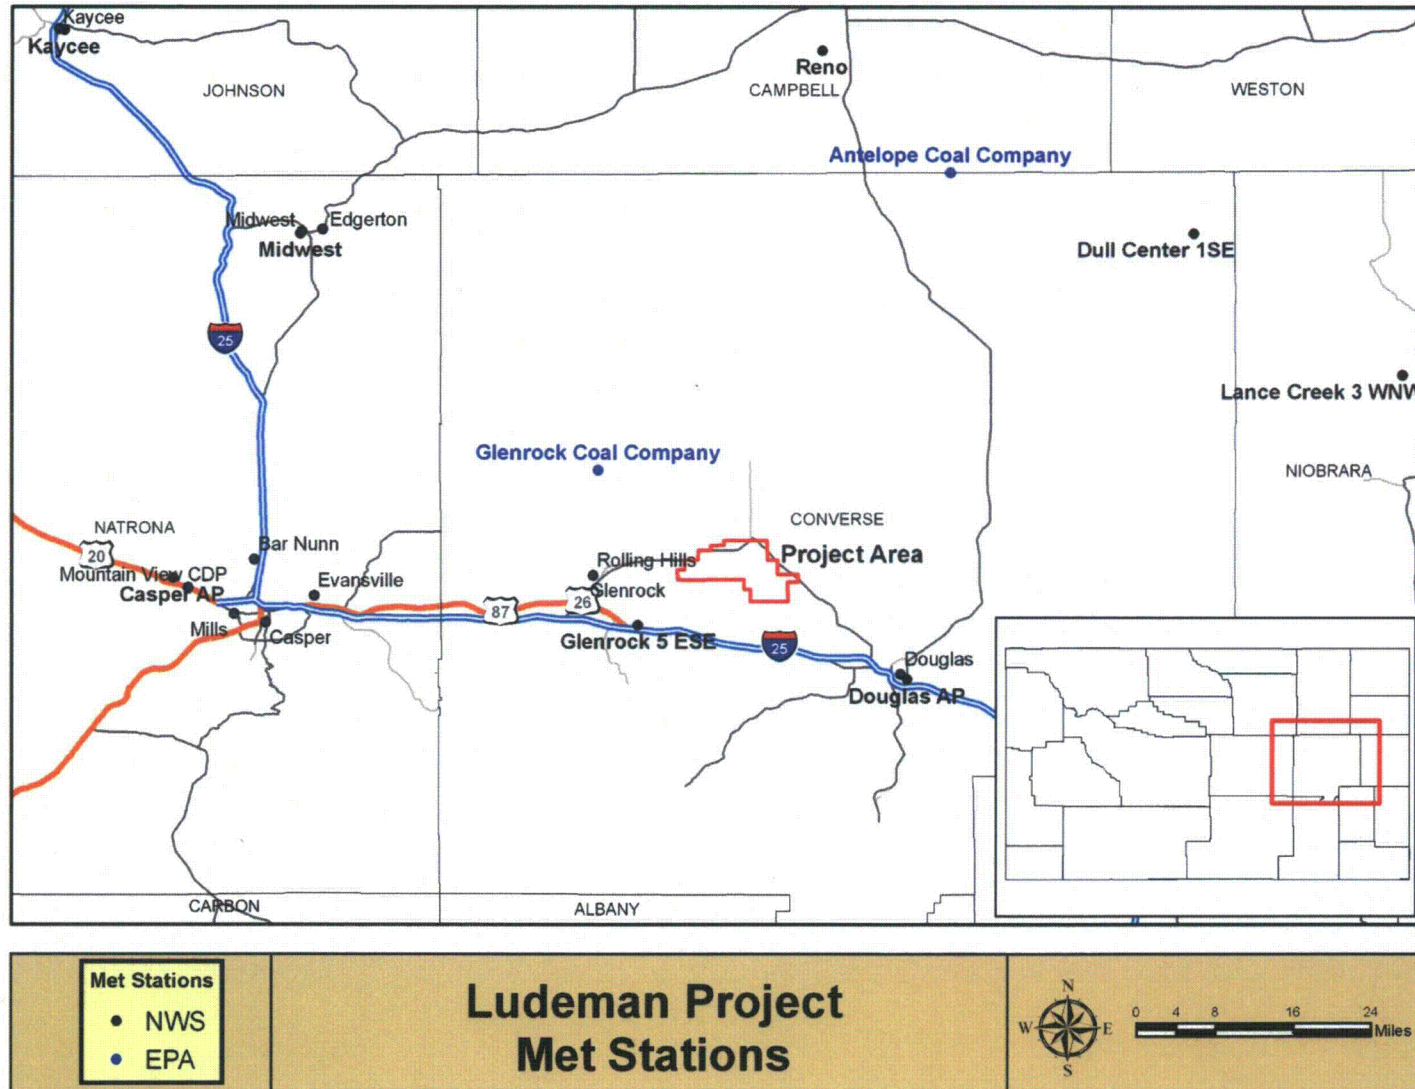 Kaycee
Kaycee
Reno
JOHNSON
CAMPBELL
WESTON
Antelope Coal Company
Midwest
Edgerton
Midwest
Dull Center 1SE
25
Lance Creek 3 WNW
Glenrock Coal Company
NIOBRARA
NATRONA
CONVERSE
20
Bar Nunn
Project Area
Rolling Hills
Mountain View CDP
Evansville
Casper AP
Glenrock
87
26
Mills
Casper
Glenrock 5 ESE
25
Douglas
Douglas AP
CARBON
ALBANY
Met Stations
NWS
EPA
Ludeman Project
Met Stations
N
W
E
S
0 4 8 16 24
Miles